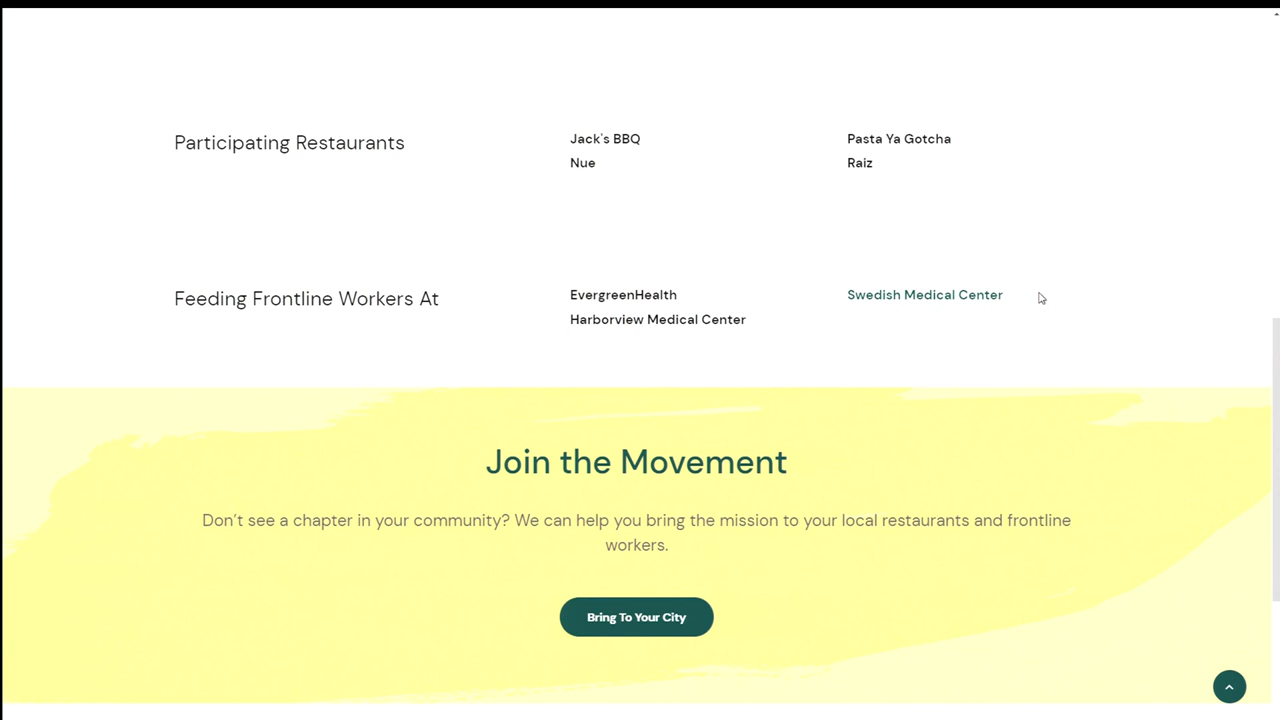 Participating Restaurants
Jack's BBQ
Nue
Pasta Ya Gotcha
Raiz
Feeding Frontline Workers At
EvergreenHealth
Harborview Medical Center
Swedish Medical Center
Join the Movement
Don’t see a chapter in your community? We can help you bring the mission to your local restaurants and frontline
workers.
Bring To Your City